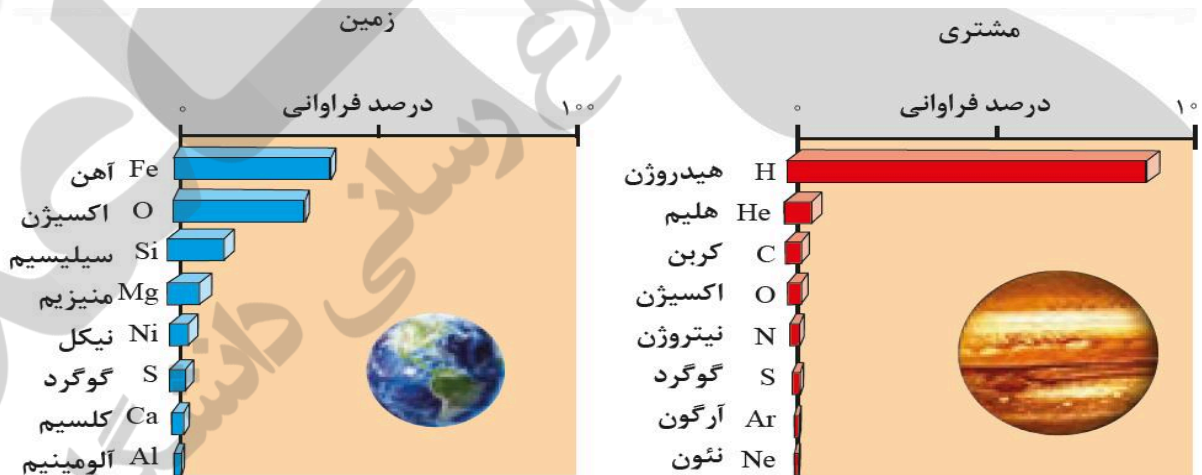 زمین
۰ درصد فراوانی ۱۰۰
آهن Fe
اکسیژن O
سیلیسیم Si
منیزیم Mg
نیکل Ni
گوگرد S
کلسیم Ca
آلومینیم Al
مشتری
۰ درصد فراوانی ۱۰
هیدروژن H
هلیم He
کربن C
اکسیژن O
نیتروژن N
گوگرد S
آرگون Ar
نئون Ne